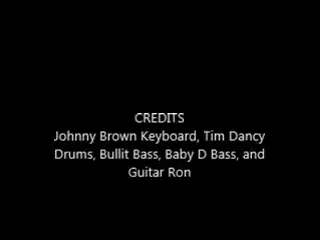 CREDITS
Johnny Brown Keyboard, Tim Dancy
Drums, Bullit Bass, Baby D Bass, and
Guitar Ron